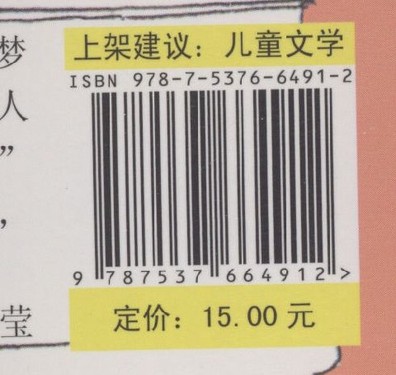 上架建议：儿童文学
ISBN 978-7-5376-6491-2
9 787537 664912 >
定价：15.00 元
梦
人
”
，
莹